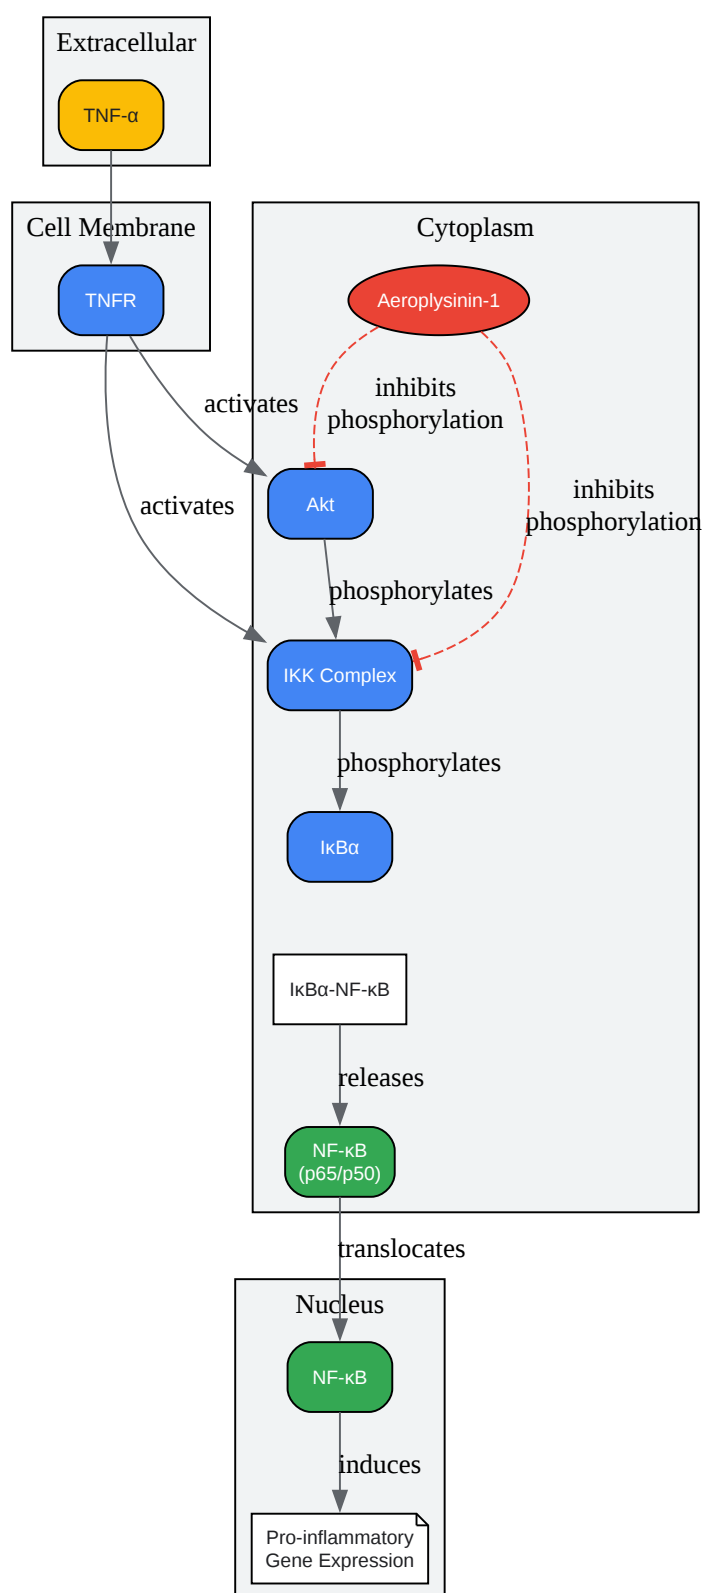 Extracellular
TNF-α
Cell Membrane
TNFR
Cytoplasm
Aeroplysinin-1
activates
inhibits
phosphorylation
activates
Akt
inhibits
phosphorylation
phosphorylates
IKK Complex
phosphorylates
IκBα
IκBα-NF-κB
releases
NF-κB
(p65/p50)
translocates
Nucleus
NF-κB
induces
Pro-inflammatory
Gene Expression